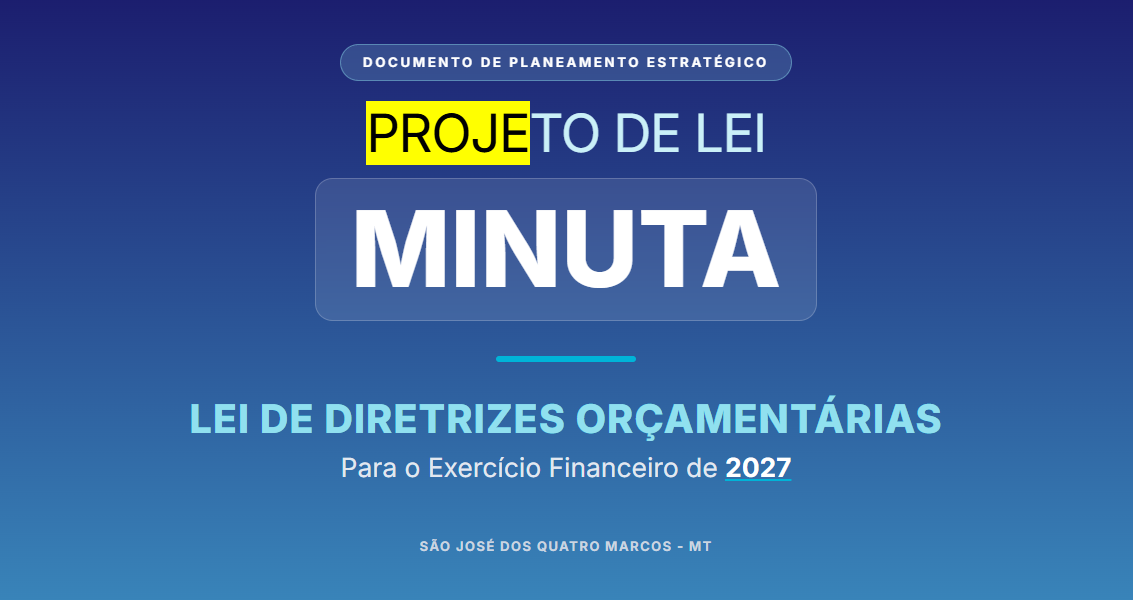 DOCUMENTO DE PLANEAMENTO ESTRATÉGICO
PROJETO DE LEI
MINUTA
LEI DE DIRETRIZES ORÇAMENTÁRIAS
Para o Exercício Financeiro de 2027
SÃO JOSÉ DOS QUATRO MARCOS - MT